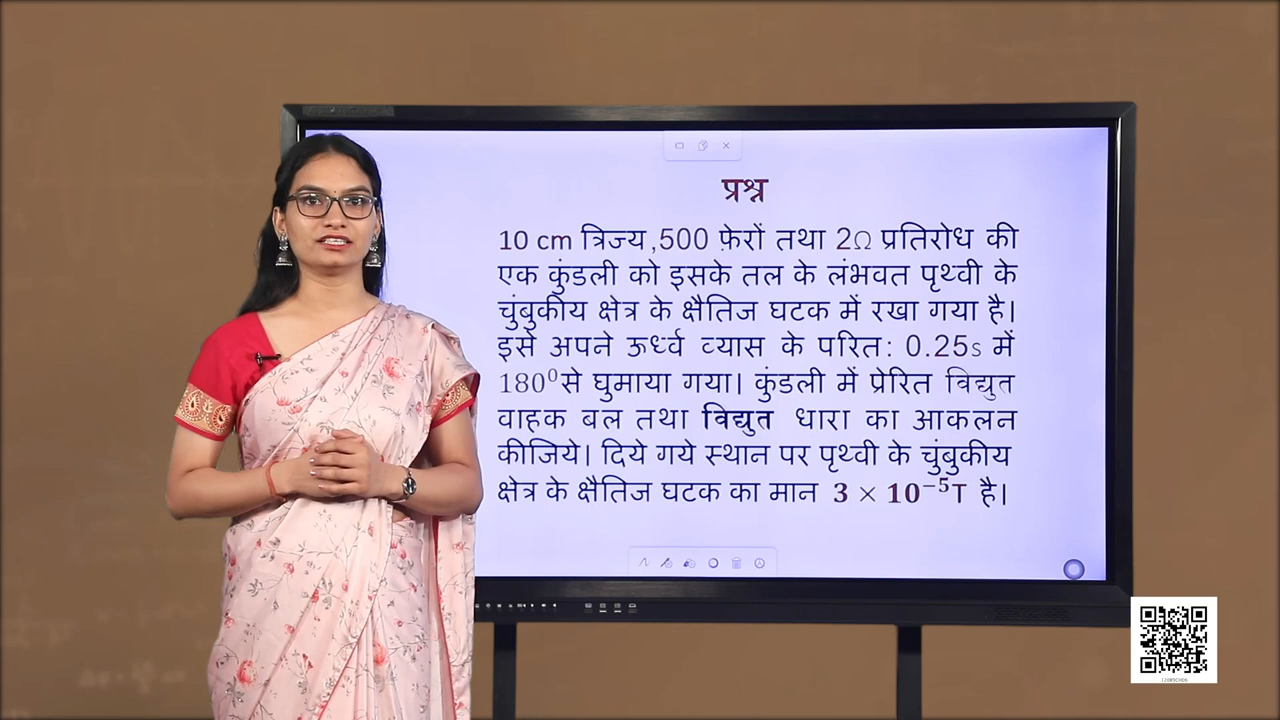 प्रश्न
10 cm त्रिज्य ,500 फ़ेरों तथा 2Ω प्रतिरोध की
एक कुंडली को इसके तल के लंभवत पृथ्वी के
चुंबुकीय क्षेत्र के क्षैतिज घटक में रखा गया है।
इसे अपने ऊर्ध्व व्यास के परित: 0.25s में
180⁰से घुमाया गया। कुंडली में प्रेरित विद्युत
वाहक बल तथा विद्युत धारा का आकलन
कीजिये। दिये गये स्थान पर पृथ्वी के चुंबुकीय
क्षेत्र के क्षैतिज घटक का मान 3 × 10⁻⁵T है।